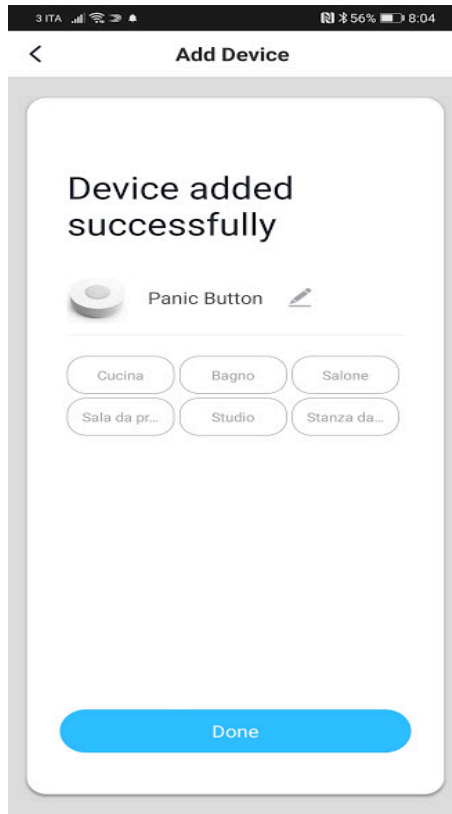 3 ITA 56% 8:04
Add Device
Device added
successfully
Panic Button
Cucina Bagno Salone
Sala da pr... Studio Stanza da...
Done